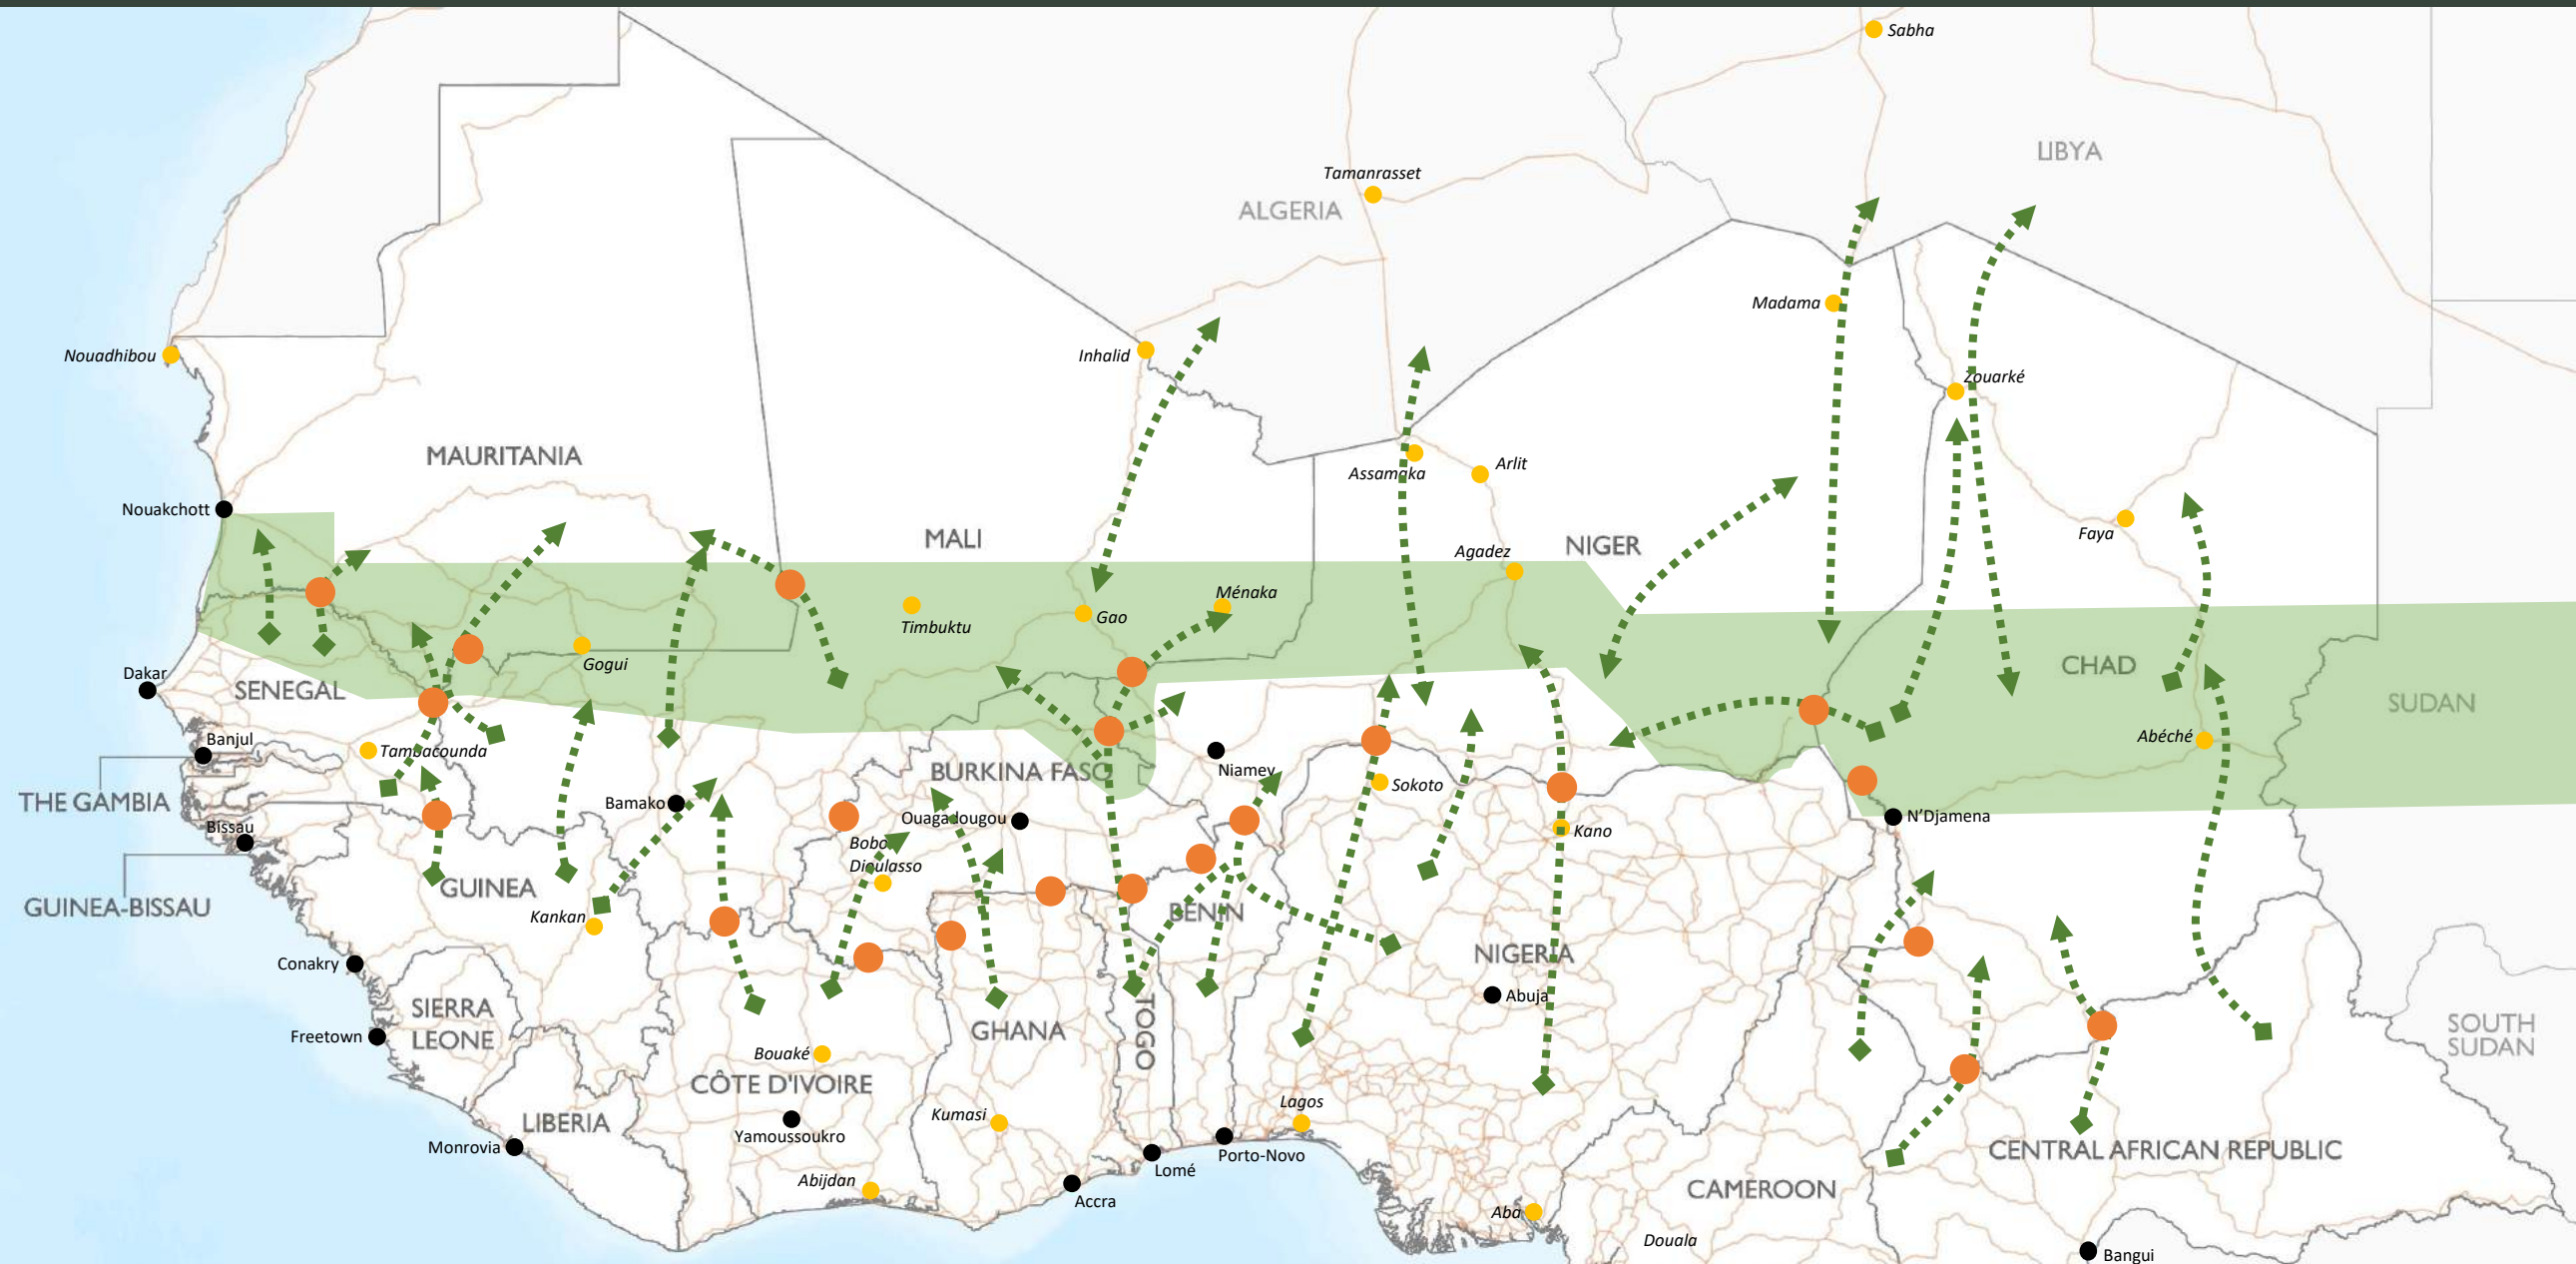 Sabha
LIBYA
Tamanrasset
ALGERIA
Madama
Nouadhibou
Inhalid
Zouarké
MAURITANIA
Assamaka
Arlit
Nouakchott
MALI
Agadez
NIGER
Faya
Ménaka
Timbuktu
Gao
Gogui
Dakar
SENEGAL
CHAD
SUDAN
Banjul
Tambacounda
Abéché
THE GAMBIA
BURKINA FASO
Niamey
Sokoto
Bamako
Ouagadougou
N'Djamena
Bissau
Kano
Bobo
Dioulasso
GUINEA
GUINEA-BISSAU
Kankan
BENIN
Conakry
NIGERIA
Abuja
SIERRA
LEONE
Freetown
GHANA
TOGO
SOUTH
SUDAN
Bouaké
CÔTE D'IVOIRE
Kumasi
Lagos
LIBERIA
Yamoussoukro
Monrovia
Porto-Novo
Lomé
CENTRAL AFRICAN REPUBLIC
Abijdan
Accra
CAMEROON
Aba
Douala
Bangui